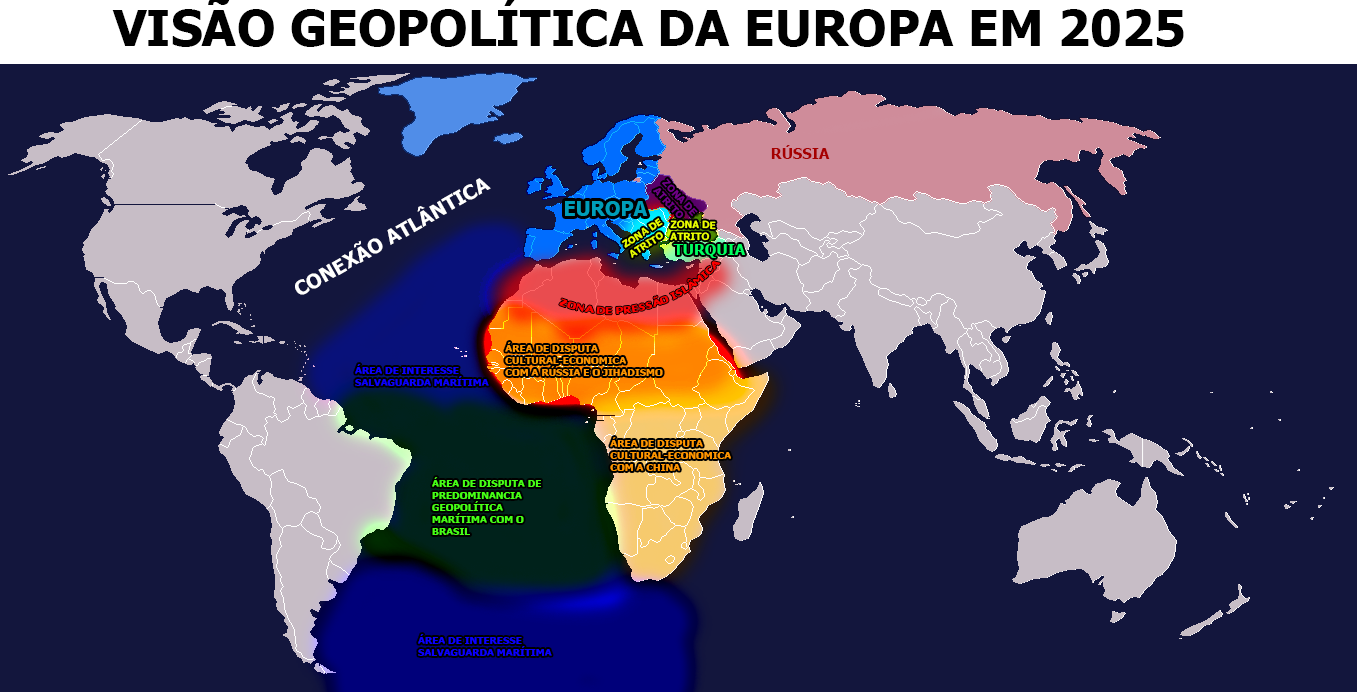 VISÃO GEOPOLÍTICA DA EUROPA EM 2025
RÚSSIA
CONEXÃO ATLÂNTICA
EUROPA
ZONA DE
ATRITO
ZONA DE
ATRITO
ZONA DE
ATRITO
TURQUIA
ZONA DE PRESSÃO ISLÂMICA
ÁREA DE DISPUTA
CULTURAL-ECONOMICA
COM A RÚSSIA E O JIHADISMO
ÁREA DE INTERESSE
SALVAGUARDA MARÍTIMA
ÁREA DE DISPUTA
CULTURAL-ECONOMICA
COM A CHINA
ÁREA DE DISPUTA DE
PREDOMINANCIA
GEOPOLÍTICA
MARÍTIMA COM O
BRASIL
ÁREA DE INTERESSE
SALVAGUARDA MARÍTIMA